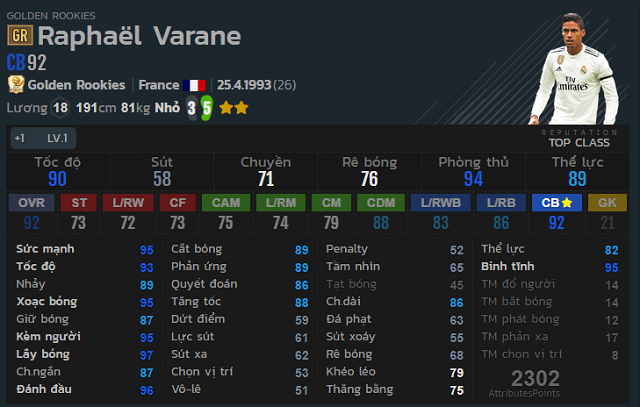 GOLDEN ROOKIES
GR Raphaël Varane
CB 92
Golden Rookies France 25.4.1993 (26)
Lương 18 191cm 81kg Nhỏ 3 5
Fly Emirates
REPUTATION
TOP CLASS
+1 LV.1
Tốc độ Sút Chuyền Rê bóng Phòng thủ Thể lực
90 58 71 76 94 89
OVR ST L/RW CF CAM L/RM CM CDM L/RWB L/RB CB GK
92 73 72 73 75 74 79 88 83 86 92 21
Sức mạnh 95 Cắt bóng 89 Penalty 52 Thể lực 82
Tốc độ 93 Phản ứng 89 Tầm nhìn 65 Bình tĩnh 95
Nhảy 89 Quyết đoán 86 Tạt bóng 45 TM đổ người 14
Xoạc bóng 95 Tăng tốc 88 Ch.dài 86 TM bắt bóng 14
Giữ bóng 87 Dứt điểm 59 Đá phạt 63 TM phát bóng 12
Kèm người 95 Lực sút 61 Sút xoáy 55 TM phản xạ 17
Lấy bóng 97 Sút xa 62 Rê bóng 68 TM chọn vị trí 8
Ch.ngắn 87 Chọn vị trí 53 Khéo léo 79
Đánh đầu 96 Vô-lê 51 Thăng bằng 75
2302
AttributesPoints